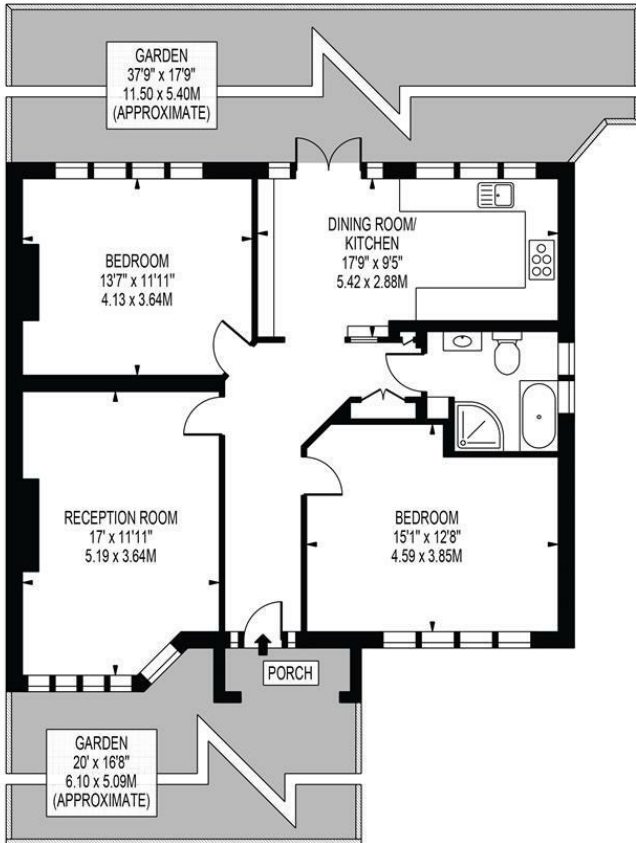 GARDEN
37'9" x 17'9"
11.50 x 5.40M
(APPROXIMATE)
BEDROOM
13'7" x 11'11"
4.13 x 3.64M
DINING ROOM/
KITCHEN
17'9" x 9'5"
5.42 x 2.88M
RECEPTION ROOM
17' x 11'11"
5.19 x 3.64M
BEDROOM
15'1" x 12'8"
4.59 x 3.85M
PORCH
GARDEN
20' x 16'8"
6.10 x 5.09M
(APPROXIMATE)